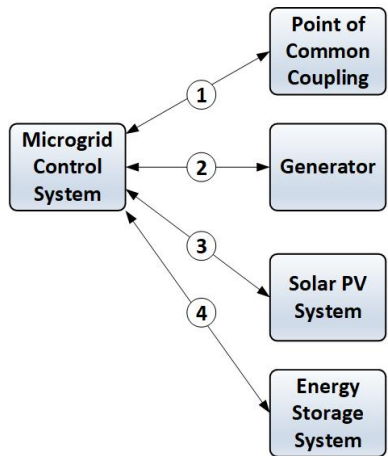 Point of
Common
Coupling
1
Microgrid
Control
System
2
Generator
3
Solar PV
System
4
Energy
Storage
System